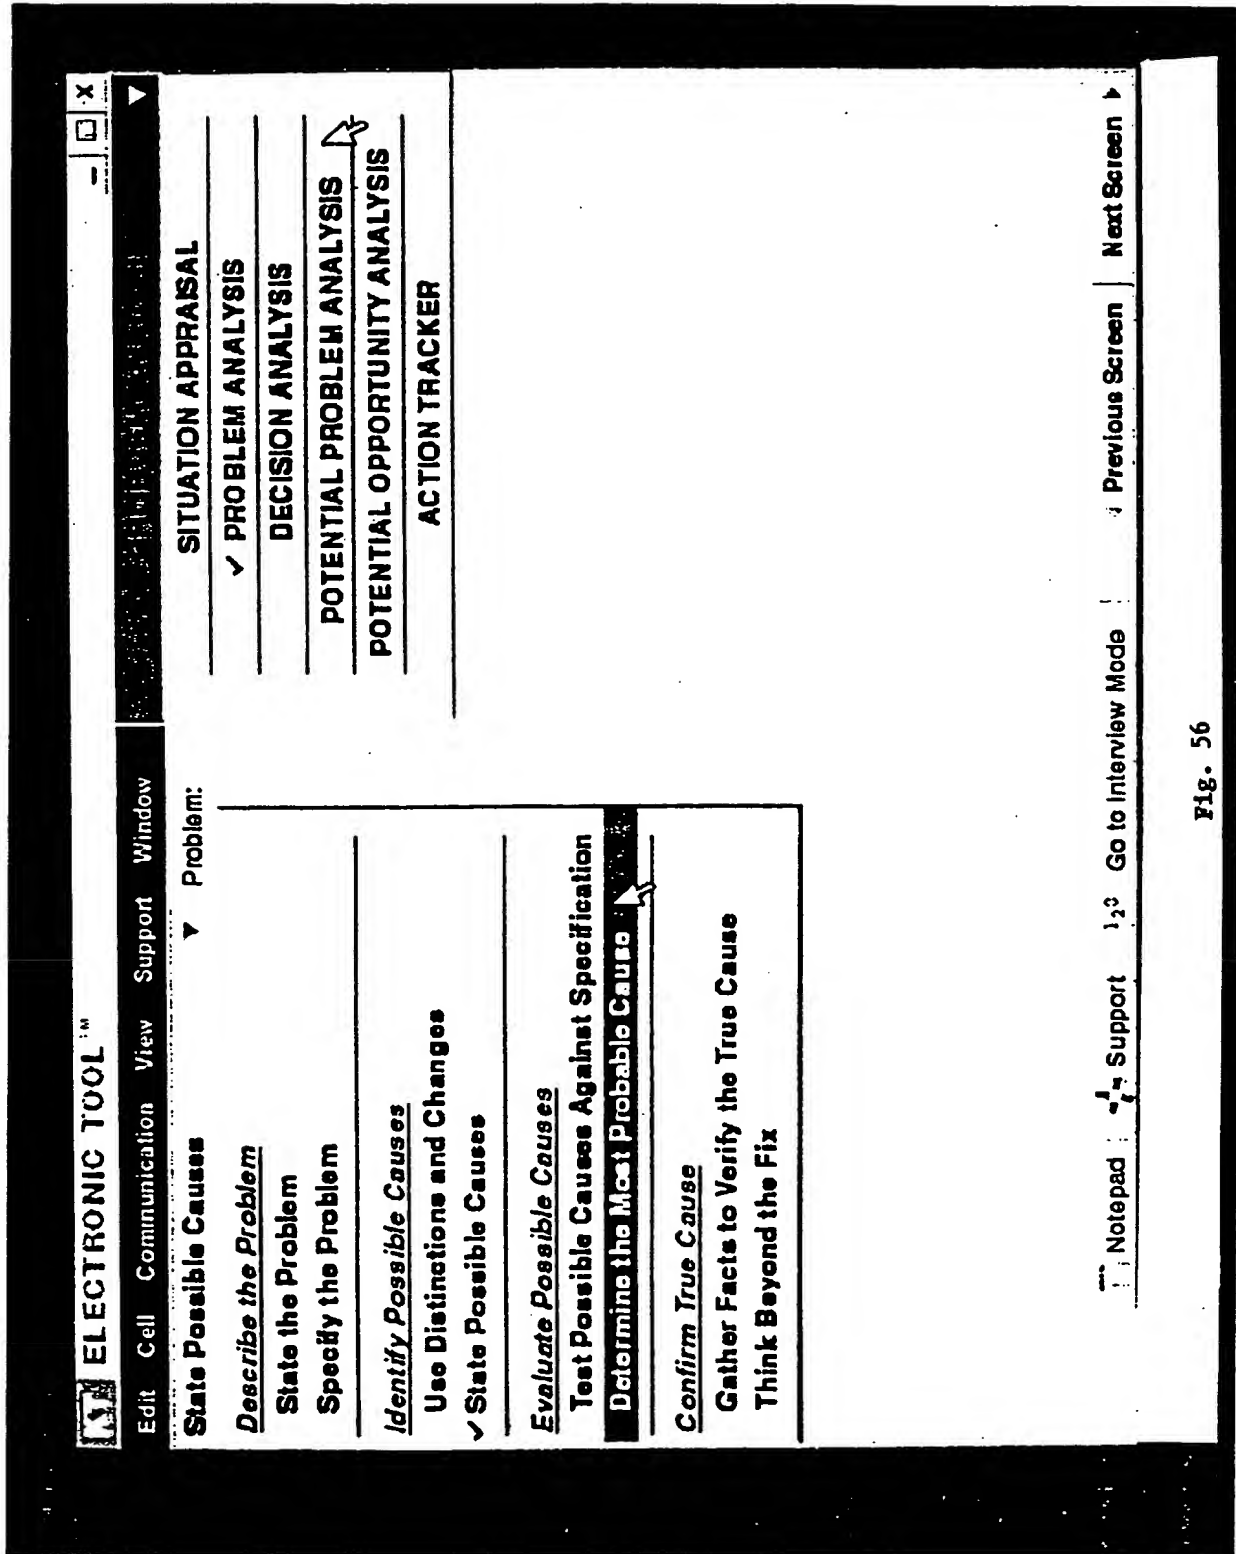 ELECTRONIC TOOL™
Edit Cell Communication View Support Window
State Possible Causes
Problem:
Describe the Problem
State the Problem
Specify the Problem
Identify Possible Causes
Use Distinctions and Changes
✓ State Possible Causes
Evaluate Possible Causes
Test Possible Causes Against Specification
Determine the Most Probable Cause
Confirm True Cause
Gather Facts to Verify the True Cause
Think Beyond the Fix
SITUATION APPRAISAL
✓ PROBLEM ANALYSIS
DECISION ANALYSIS
POTENTIAL PROBLEM ANALYSIS
POTENTIAL OPPORTUNITY ANALYSIS
ACTION TRACKER
Notepad Support Go to Interview Mode Previous Screen Next Screen
Fig. 56